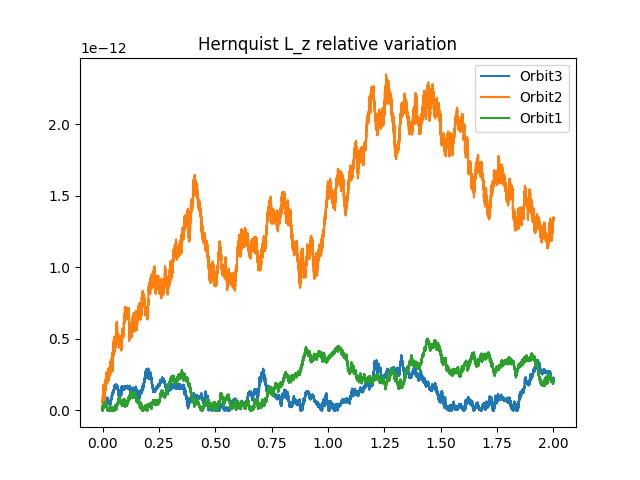 Hernquist L_z relative variation
1e−12
Orbit3
Orbit2
Orbit1
2.0
1.5
1.0
0.5
0.0
0.00 0.25 0.50 0.75 1.00 1.25 1.50 1.75 2.00